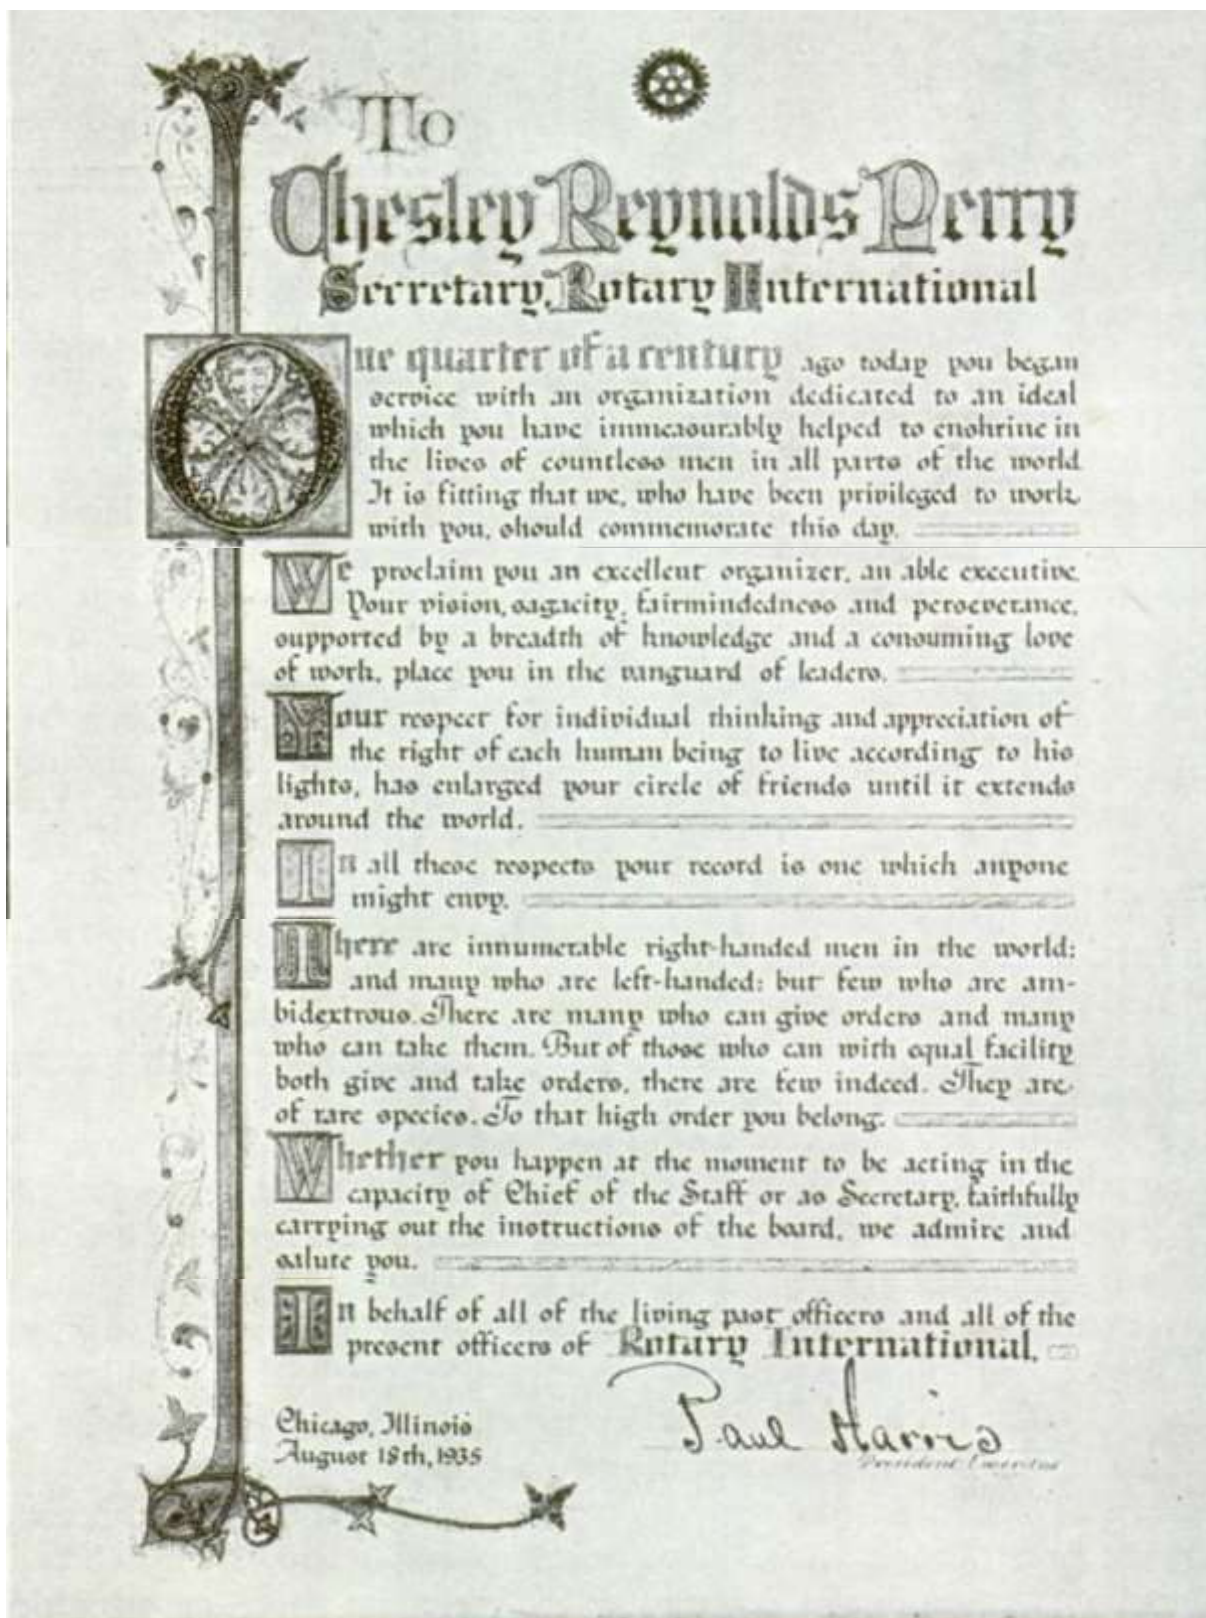 To
Chesley Reynolds Perry
Secretary, Rotary International
One quarter of a century ago today you began
service with an organization dedicated to an ideal
which you have immeasurably helped to enshrine in
the lives of countless men in all parts of the world
It is fitting that we, who have been privileged to work
with you, should commemorate this day.
We proclaim you an excellent organizer, an able executive.
Your vision, sagacity, fairmindedness and perseverance,
supported by a breadth of knowledge and a consuming love
of work, place you in the vanguard of leaders.
Your respect for individual thinking and appreciation of
the right of each human being to live according to his
lights, has enlarged your circle of friends until it extends
around the world.
In all these respects your record is one which anyone
might envy.
There are innumerable right-handed men in the world;
and many who are left-handed; but few who are am-
bidextrous. There are many who can give orders and many
who can take them. But of those who can with equal facility
both give and take orders, there are few indeed. They are
of rare species. To that high order you belong.
Whether you happen at the moment to be acting in the
capacity of Chief of the Staff or as Secretary, faithfully
carrying out the instructions of the board, we admire and
salute you.
In behalf of all of the living past officers and all of the
present officers of Rotary International.
Paul Harris
President Emeritus
Chicago, Illinois
August 18th, 1935